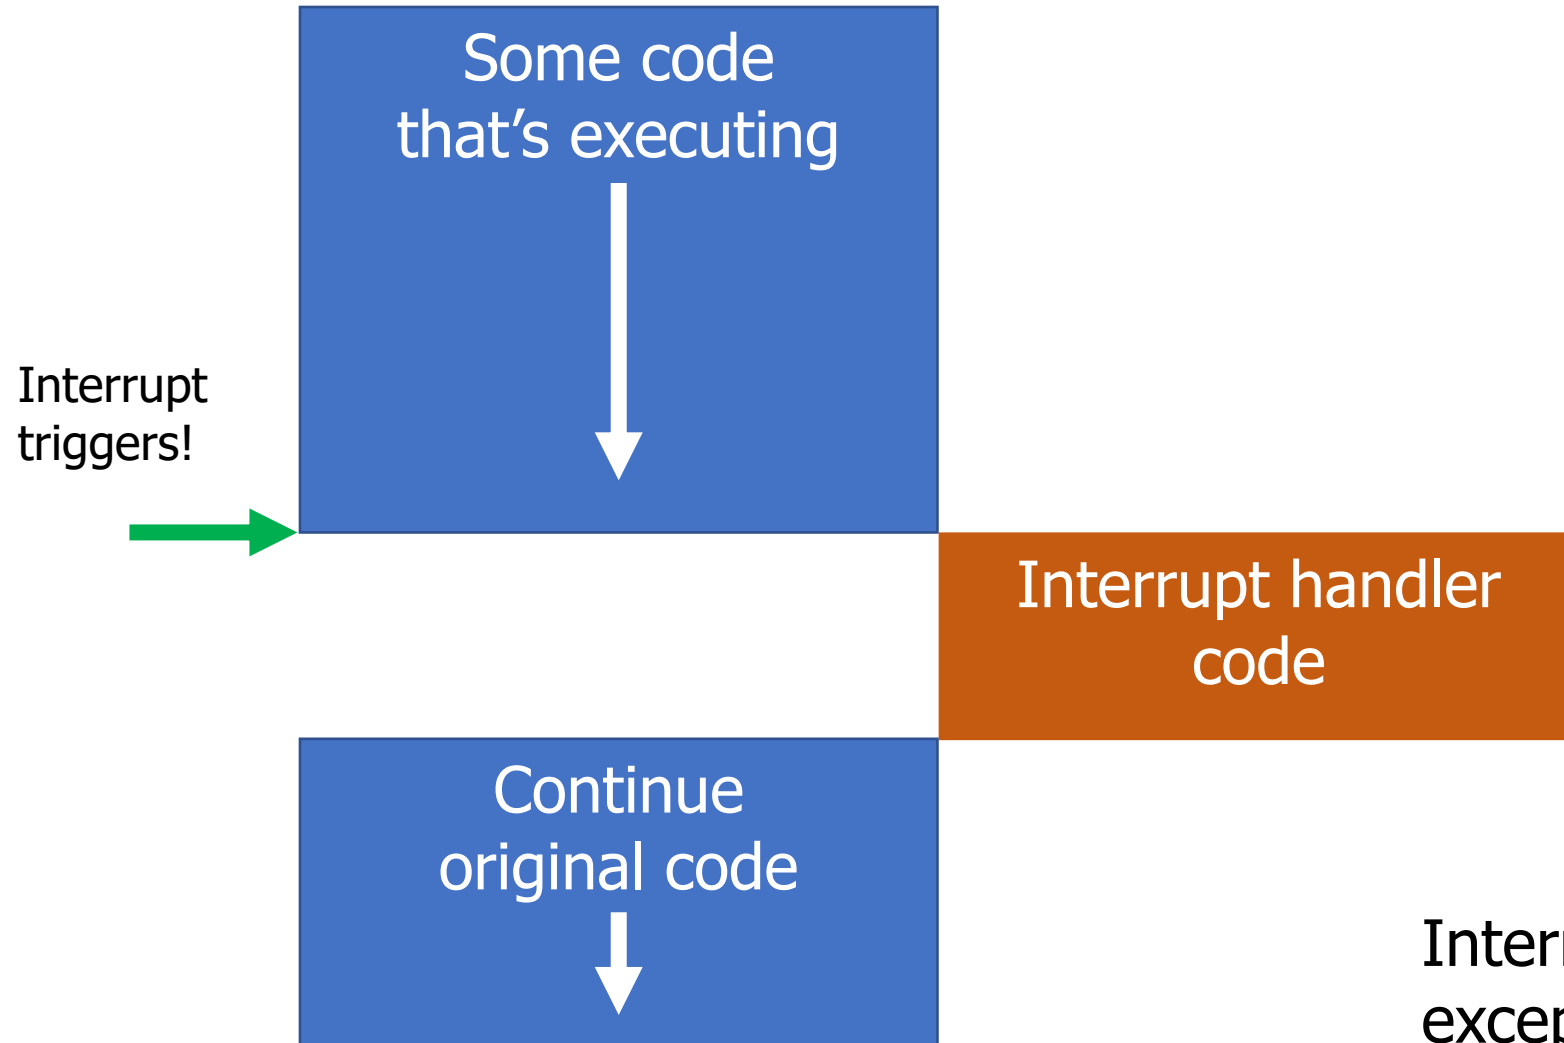 Some code
that’s executing
Interrupt
triggers!
Interrupt handler
code
Continue
original code